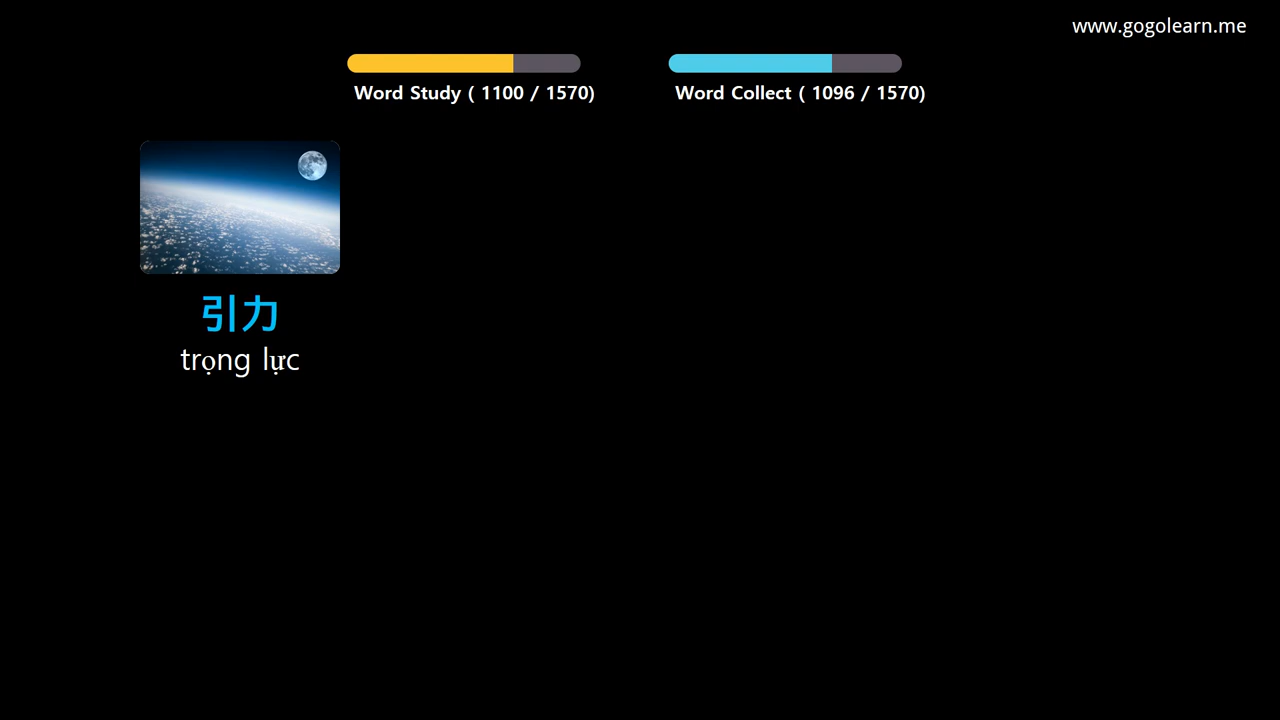 www.gogolearn.me
Word Study ( 1100 / 1570)
Word Collect ( 1096 / 1570)
引力
trọng lực